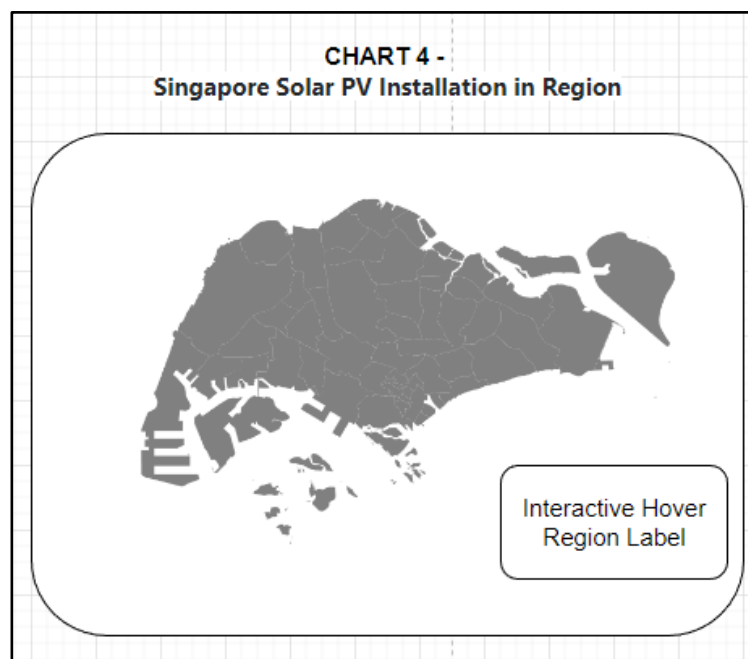 CHART 4 -
Singapore Solar PV Installation in Region
Interactive Hover
Region Label